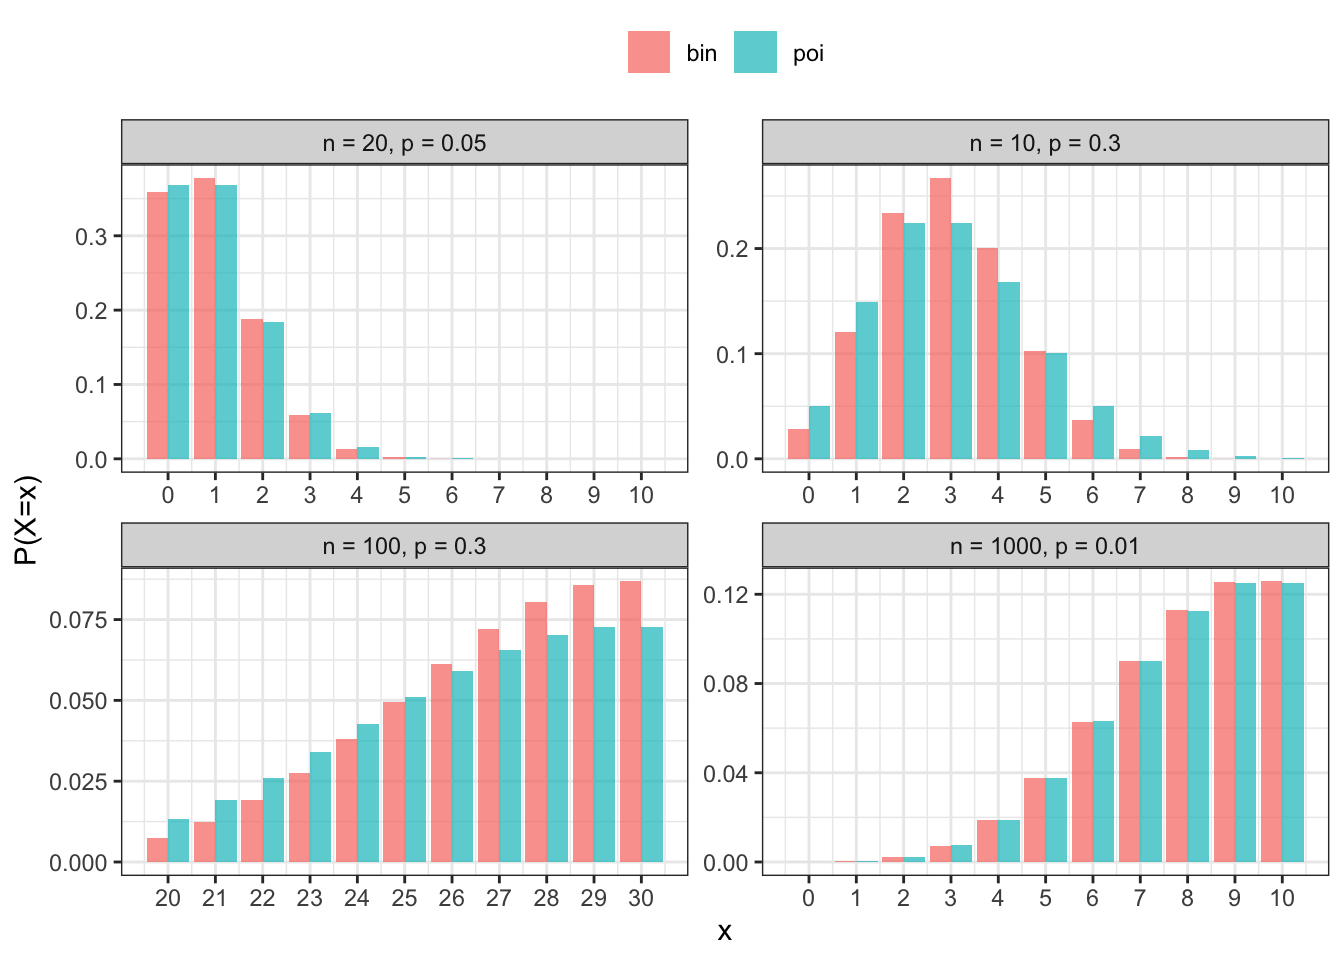 bin poi
n = 20, p = 0.05
0.3
0.2
0.1
0.0
0 1 2 3 4 5 6 7 8 9 10
n = 10, p = 0.3
0.2
0.1
0.0
0 1 2 3 4 5 6 7 8 9 10
P(X=x)
n = 100, p = 0.3
0.075
0.050
0.025
0.000
20 21 22 23 24 25 26 27 28 29 30
n = 1000, p = 0.01
0.12
0.08
0.04
0.00
0 1 2 3 4 5 6 7 8 9 10
x